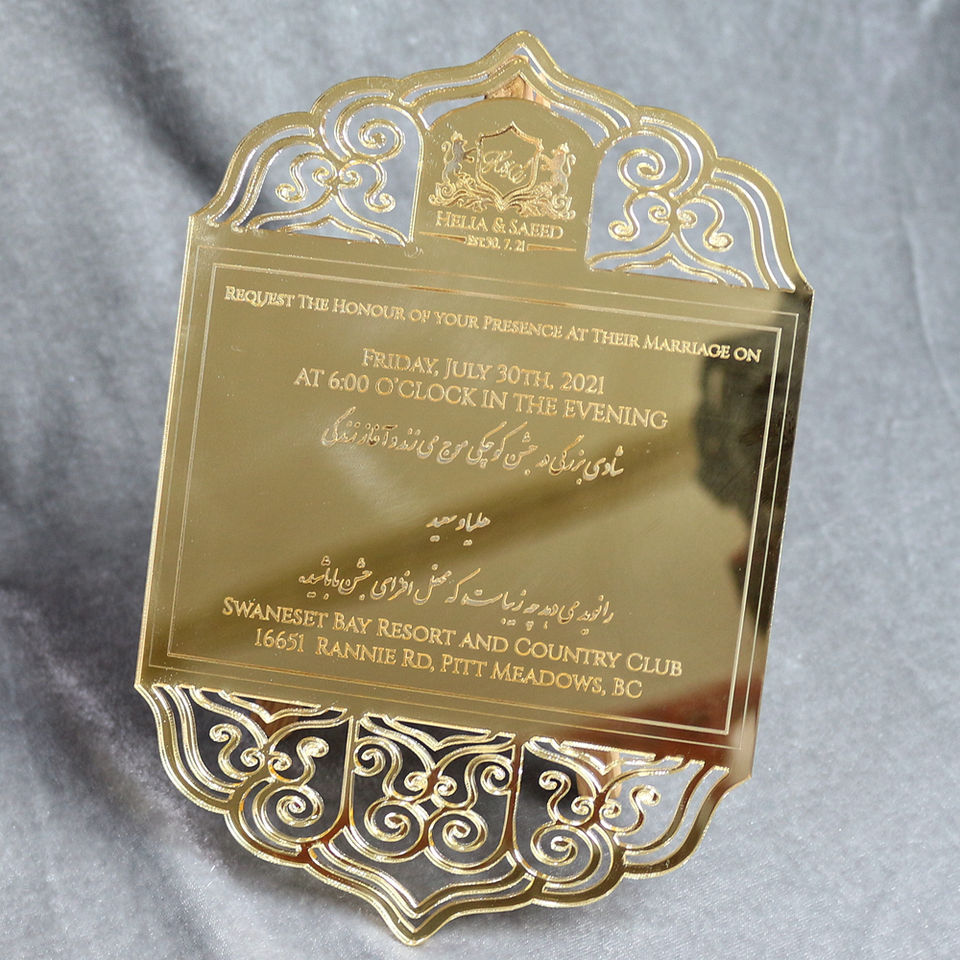 H&S
HELIA & SAEED
EST.30. 7. 21
REQUEST THE HONOUR OF YOUR PRESENCE AT THEIR MARRIAGE ON
FRIDAY, JULY 30TH, 2021
AT 6:00 O'CLOCK IN THE EVENING
شادی بزرگی در جشن کوچکی موج می زند و آغاز زندگی
هلیا و سعید
را نوید می دهد چه زیباست که محفل افزای جشن ما باشید.
SWANESET BAY RESORT AND COUNTRY CLUB
16651 RANNIE RD, PITT MEADOWS, BC